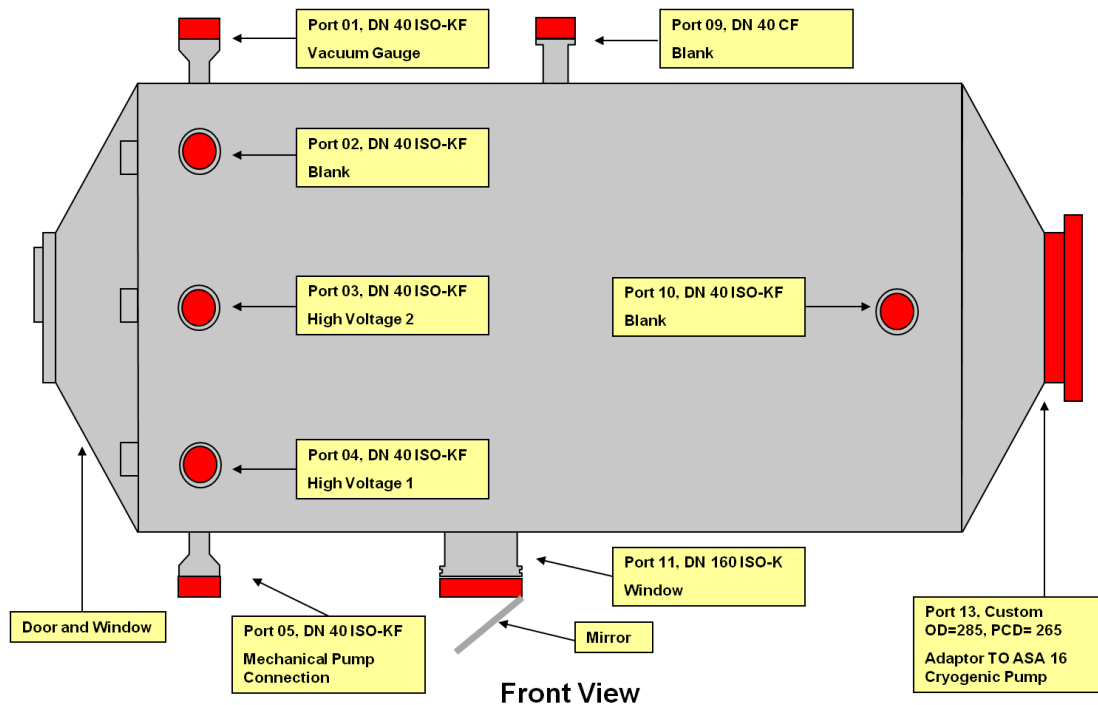 Port 01, DN 40 ISO-KF
Vacuum Gauge
Port 09, DN 40 CF
Blank
Port 02, DN 40 ISO-KF
Blank
Port 03, DN 40 ISO-KF
High Voltage 2
Port 10, DN 40 ISO-KF
Blank
Port 04, DN 40 ISO-KF
High Voltage 1
Port 11, DN 160 ISO-K
Window
Door and Window
Port 05, DN 40 ISO-KF
Mechanical Pump
Connection
Mirror
Port 13, Custom
OD=285, PCD= 265
Adaptor TO ASA 16
Cryogenic Pump
Front View